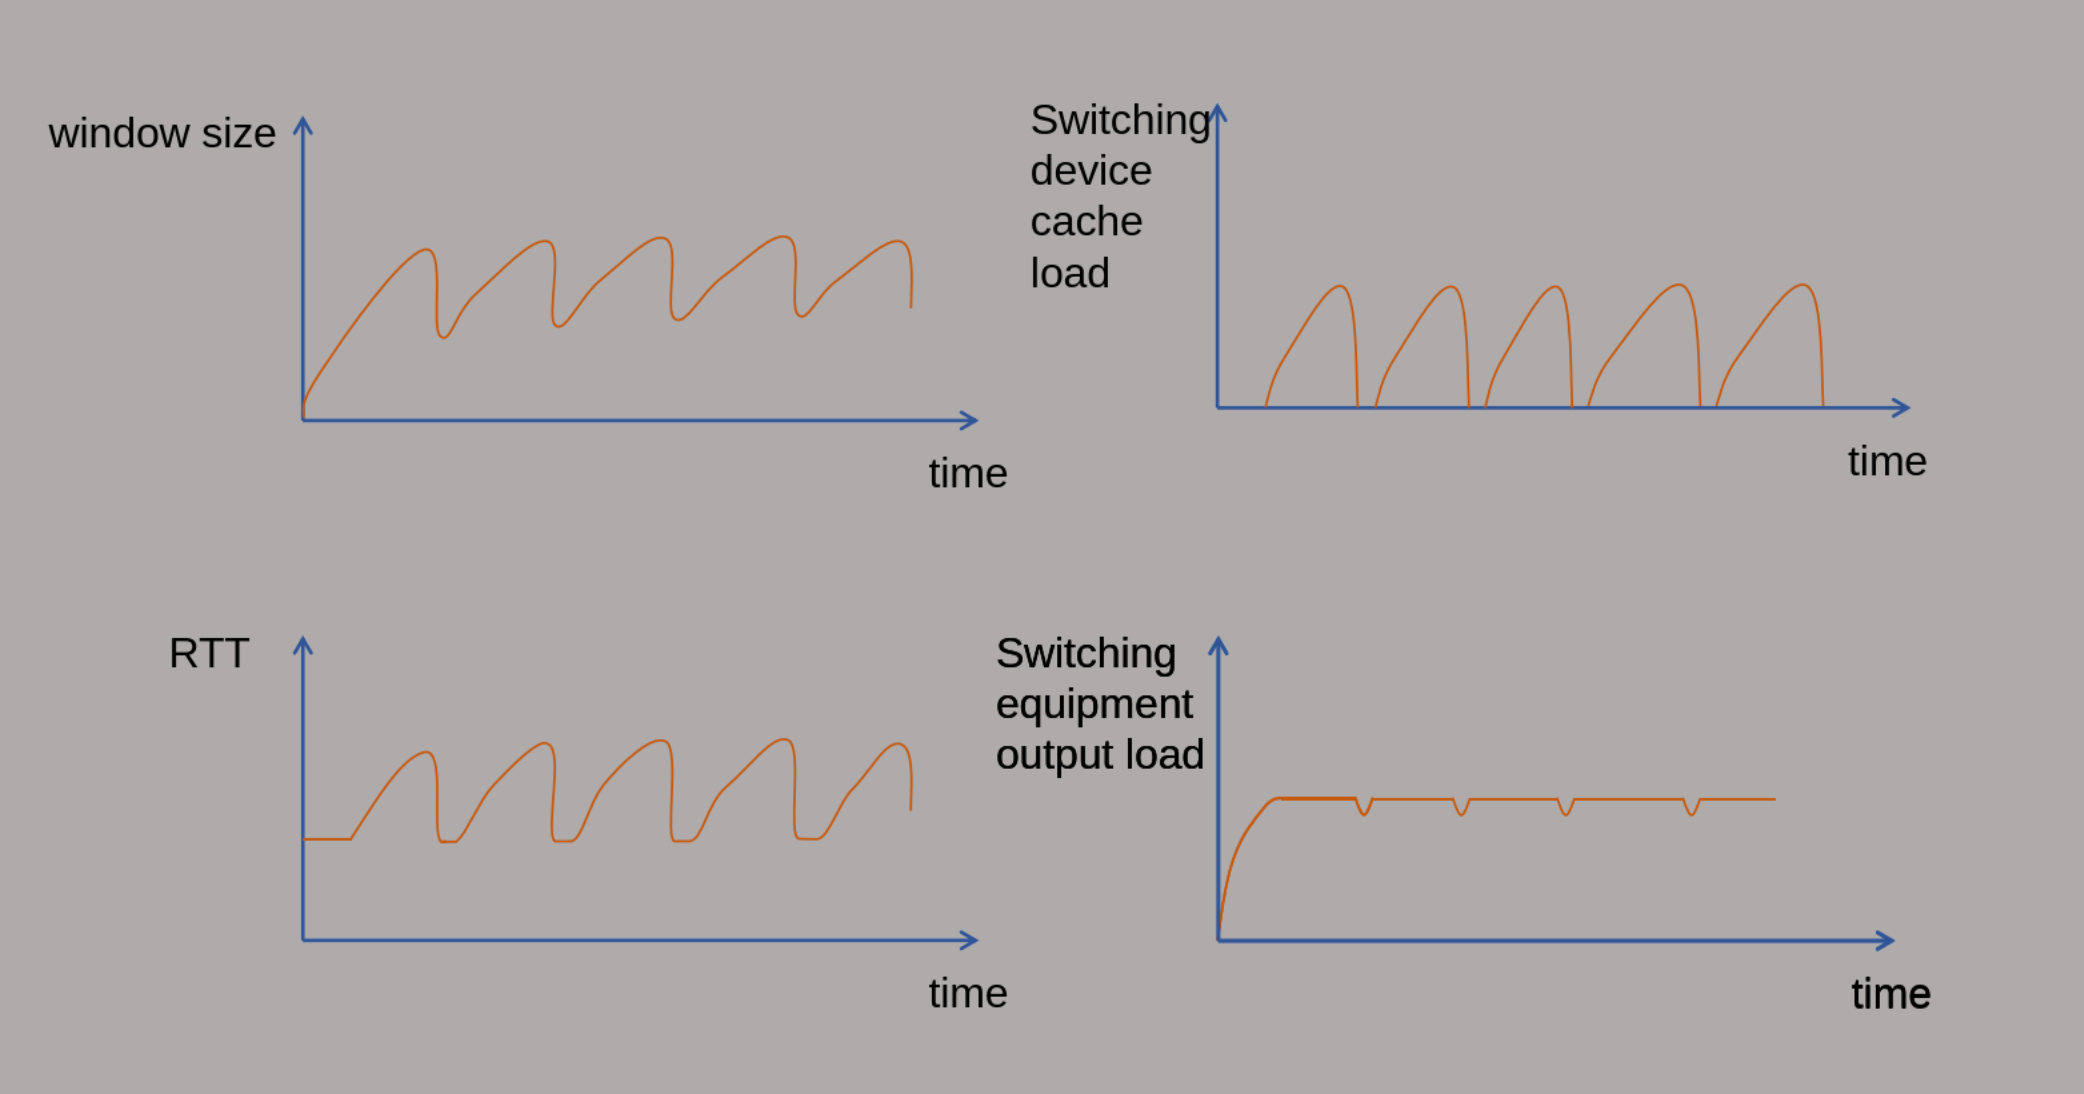 window size
time
Switching
device
cache
load
time
RTT
time
Switching
equipment
output load
time